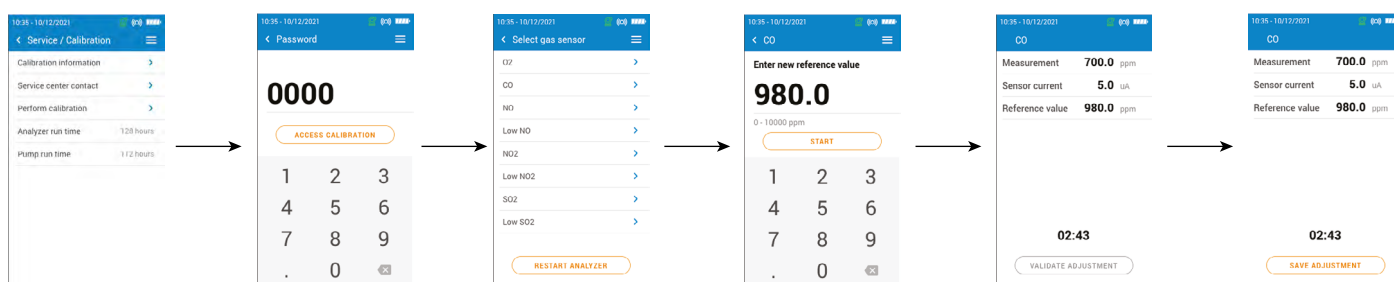 10:35 - 10/12/2021
Service / Calibration
Calibration information
Service center contact
Perform calibration
Analyzer run time 128 hours
Pump run time 112 hours
10:35 - 10/12/2021
Password
0000
ACCESS CALIBRATION
1 2 3
4 5 6
7 8 9
. 0
10:35 - 10/12/2021
Select gas sensor
O2
CO
NO
Low NO
NO2
Low NO2
SO2
Low SO2
RESTART ANALYZER
10:35 - 10/12/2021
CO
Enter new reference value
980.0
0 - 10000 ppm
START
1 2 3
4 5 6
7 8 9
. 0
10:35 - 10/12/2021
CO
Measurement 700.0 ppm
Sensor current 5.0 uA
Reference value 980.0 ppm
02:43
VALIDATE ADJUSTMENT
10:35 - 10/12/2021
CO
Measurement 700.0 ppm
Sensor current 5.0 uA
Reference value 980.0 ppm
02:43
SAVE ADJUSTMENT